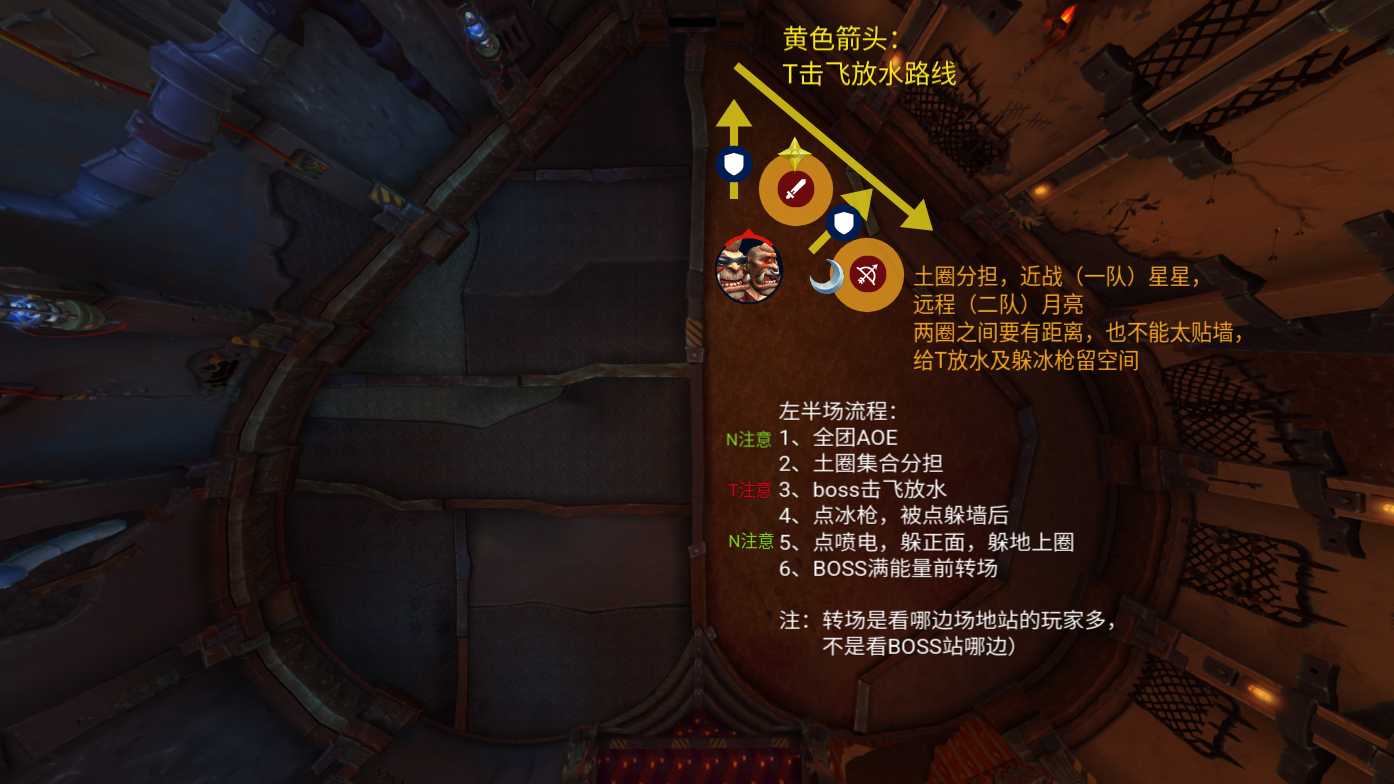 黄色箭头：
T击飞放水路线
土圈分担，近战（一队）星星，
远程（二队）月亮
两圈之间要有距离，也不能太贴墙，
给T放水及躲冰枪留空间
左半场流程：
N注意 1、全团AOE
2、土圈集合分担
T注意 3、boss击飞放水
4、点冰枪，被点躲墙后
N注意 5、点喷电，躲正面，躲地上圈
6、BOSS满能量前转场
注：转场是看哪边场地站的玩家多，
不是看BOSS站哪边）